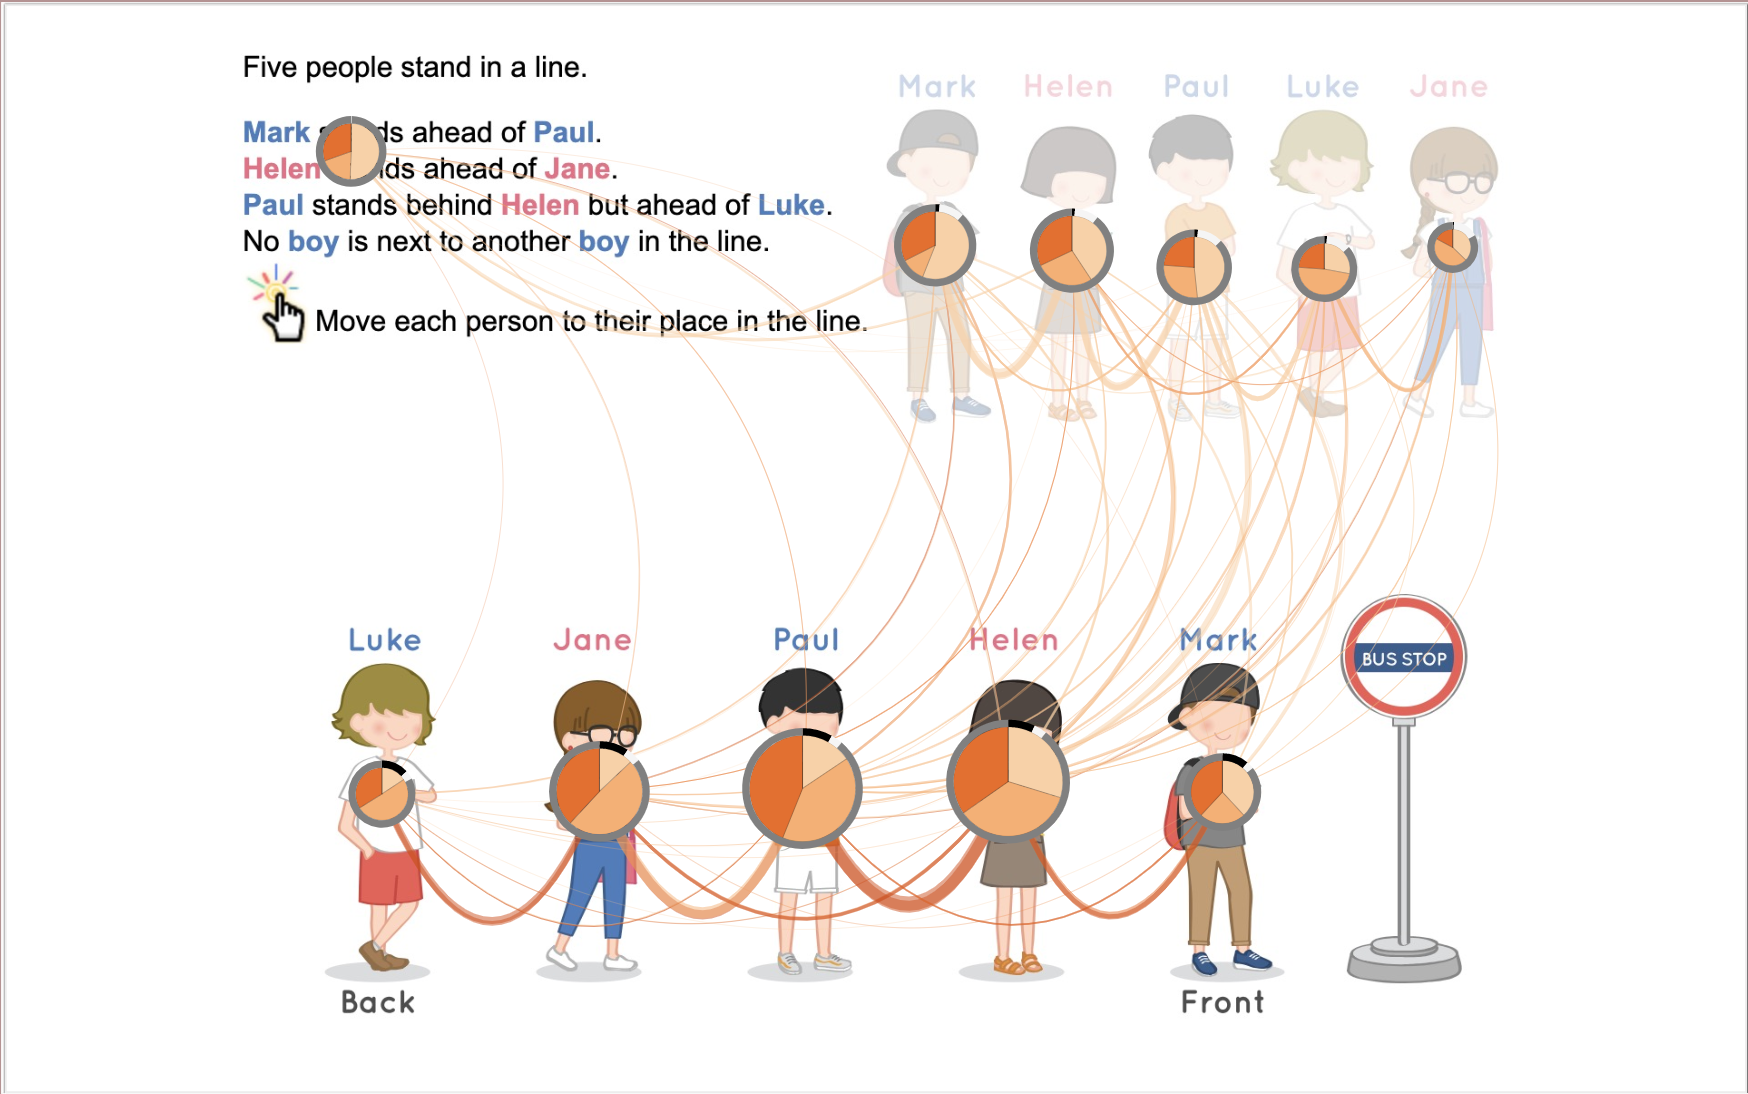 Five people stand in a line.
Mark ds ahead of Paul.
Helen ds ahead of Jane.
Paul stands behind Helen but ahead of Luke.
No boy is next to another boy in the line.
Move each person to their place in the line.
Mark Helen Paul Luke Jane
Luke Jane Paul Helen Mark
BUS STOP
Back Front